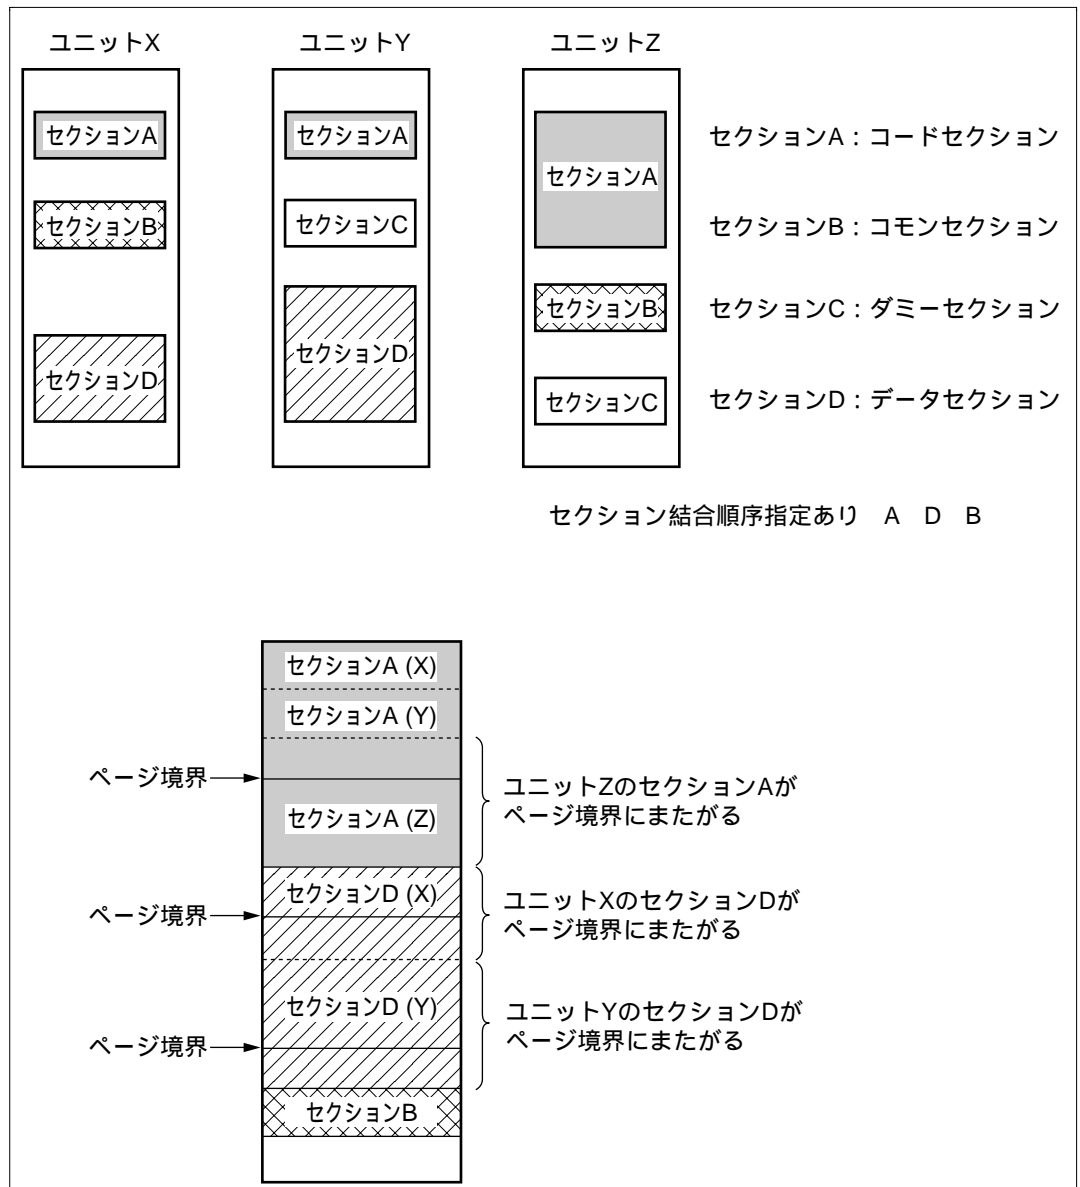 ユニットX
ユニットY
ユニットZ
セクションA
セクションB
セクションD
セクションA
セクションC
セクションD
セクションA
セクションB
セクションC
セクションA：コードセクション
セクションB：コモンセクション
セクションC：ダミーセクション
セクションD：データセクション
セクション結合順序指定あり　A　D　B
セクションA (X)
セクションA (Y)
ページ境界
セクションA (Z)
ユニットZのセクションAが
ページ境界にまたがる
セクションD (X)
ページ境界
ユニットXのセクションDが
ページ境界にまたがる
セクションD (Y)
ページ境界
ユニットYのセクションDが
ページ境界にまたがる
セクションB